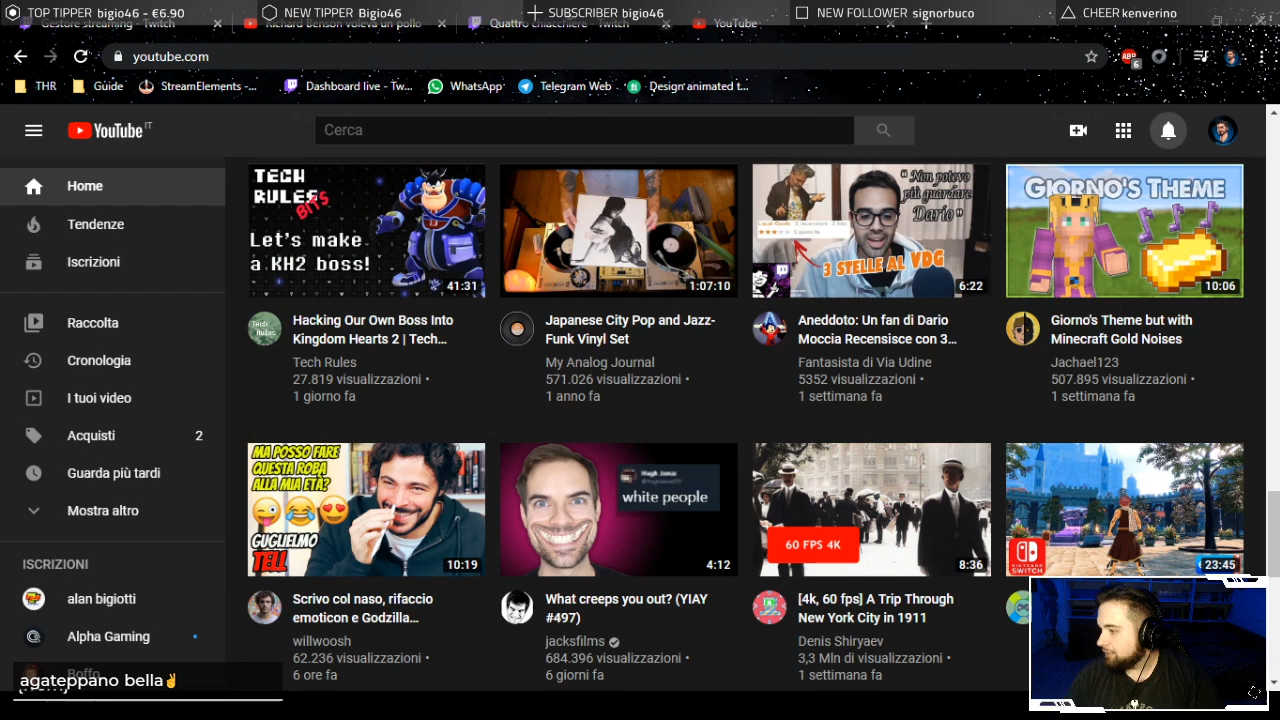 TOP TIPPER bigio46 - €6.90
NEW TIPPER Bigio46
SUBSCRIBER bigio46
NEW FOLLOWER signorbuco
CHEER kenverino
Gestore streaming - Twitch
Richard Benson voleva un pollo
Quattro chiacchiere - Twitch
YouTube
youtube.com
ABP
6
THR
Guide
StreamElements -...
Dashboard live - Tw...
WhatsApp
Telegram Web
Design animated t...
YouTube IT
Cerca
Home
Tendenze
Iscrizioni
Raccolta
Cronologia
I tuoi video
Acquisti 2
Guarda più tardi
Mostra altro
ISCRIZIONI
alan bigiotti
Alpha Gaming
Boffo
agateppano bella✌
TECH
RULES
BITS
Let's make
a KH2 boss!
41:31
Tech
Rules
Hacking Our Own Boss Into
Kingdom Hearts 2 | Tech...
Tech Rules
27.819 visualizzazioni •
1 giorno fa
1:07:10
Japanese City Pop and Jazz-
Funk Vinyl Set
My Analog Journal
571.026 visualizzazioni •
1 anno fa
" Non potevo
più guardare
Dario "
3 STELLE AL VDG
6:22
Aneddoto: Un fan di Dario
Moccia Recensisce con 3...
Fantasista di Via Udine
5352 visualizzazioni •
1 settimana fa
GIORNO'S THEME
10:06
Giorno's Theme but with
Minecraft Gold Noises
Jachael123
507.895 visualizzazioni •
1 settimana fa
MA POSSO FARE
QUESTA ROBA
ALLA MIA ETÀ?
GUGLIELMO
TELL
10:19
Scrivo col naso, rifaccio
emoticon e Godzilla...
willwoosh
62.236 visualizzazioni •
6 ore fa
Hugh Janus
white people
4:12
What creeps you out? (YIAY
#497)
jacksfilms
684.396 visualizzazioni •
6 giorni fa
60 FPS 4K
8:36
[4k, 60 fps] A Trip Through
New York City in 1911
Denis Shiryaev
3,3 Mln di visualizzazioni •
1 settimana fa
NINTENDO
SWITCH
23:45